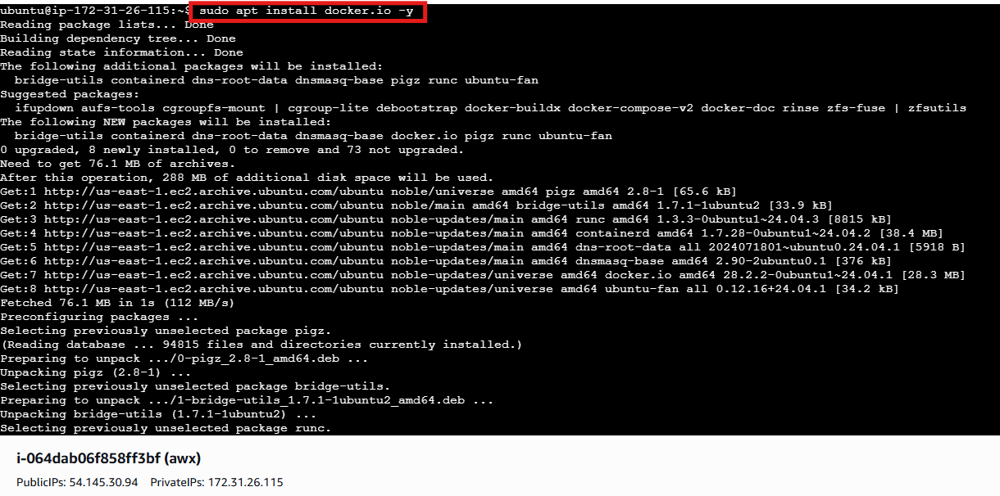 ubuntu@ip-172-31-26-115:~$ sudo apt install docker.io -y
Reading package lists... Done
Building dependency tree... Done
Reading state information... Done
The following additional packages will be installed:
  bridge-utils containerd dns-root-data dnsmasq-base pigz runc ubuntu-fan
Suggested packages:
  ifupdown aufs-tools cgroupfs-mount | cgroup-lite debootstrap docker-buildx docker-compose-v2 docker-doc rinse zfs-fuse | zfsutils
The following NEW packages will be installed:
  bridge-utils containerd dns-root-data dnsmasq-base docker.io pigz runc ubuntu-fan
0 upgraded, 8 newly installed, 0 to remove and 73 not upgraded.
Need to get 76.1 MB of archives.
After this operation, 288 MB of additional disk space will be used.
Get:1 http://us-east-1.ec2.archive.ubuntu.com/ubuntu noble/universe amd64 pigz amd64 2.8-1 [65.6 kB]
Get:2 http://us-east-1.ec2.archive.ubuntu.com/ubuntu noble/main amd64 bridge-utils amd64 1.7.1-1ubuntu2 [33.9 kB]
Get:3 http://us-east-1.ec2.archive.ubuntu.com/ubuntu noble-updates/main amd64 runc amd64 1.3.3-0ubuntu1~24.04.3 [8815 kB]
Get:4 http://us-east-1.ec2.archive.ubuntu.com/ubuntu noble-updates/main amd64 containerd amd64 1.7.28-0ubuntu1~24.04.2 [38.4 MB]
Get:5 http://us-east-1.ec2.archive.ubuntu.com/ubuntu noble-updates/main amd64 dns-root-data all 2024071801~ubuntu0.24.04.1 [5918 B]
Get:6 http://us-east-1.ec2.archive.ubuntu.com/ubuntu noble-updates/main amd64 dnsmasq-base amd64 2.90-2ubuntu0.1 [376 kB]
Get:7 http://us-east-1.ec2.archive.ubuntu.com/ubuntu noble-updates/universe amd64 docker.io amd64 28.2.2-0ubuntu1~24.04.1 [28.3 MB]
Get:8 http://us-east-1.ec2.archive.ubuntu.com/ubuntu noble-updates/universe amd64 ubuntu-fan all 0.12.16+24.04.1 [34.2 kB]
Fetched 76.1 MB in 1s (112 MB/s)
Preconfiguring packages ...
Selecting previously unselected package pigz.
(Reading database ... 94815 files and directories currently installed.)
Preparing to unpack .../0-pigz_2.8-1_amd64.deb ...
Unpacking pigz (2.8-1) ...
Selecting previously unselected package bridge-utils.
Preparing to unpack .../1-bridge-utils_1.7.1-1ubuntu2_amd64.deb ...
Unpacking bridge-utils (1.7.1-1ubuntu2) ...
Selecting previously unselected package runc.
i-064dab06f858ff3bf (awx)
PublicIPs: 54.145.30.94 PrivateIPs: 172.31.26.115